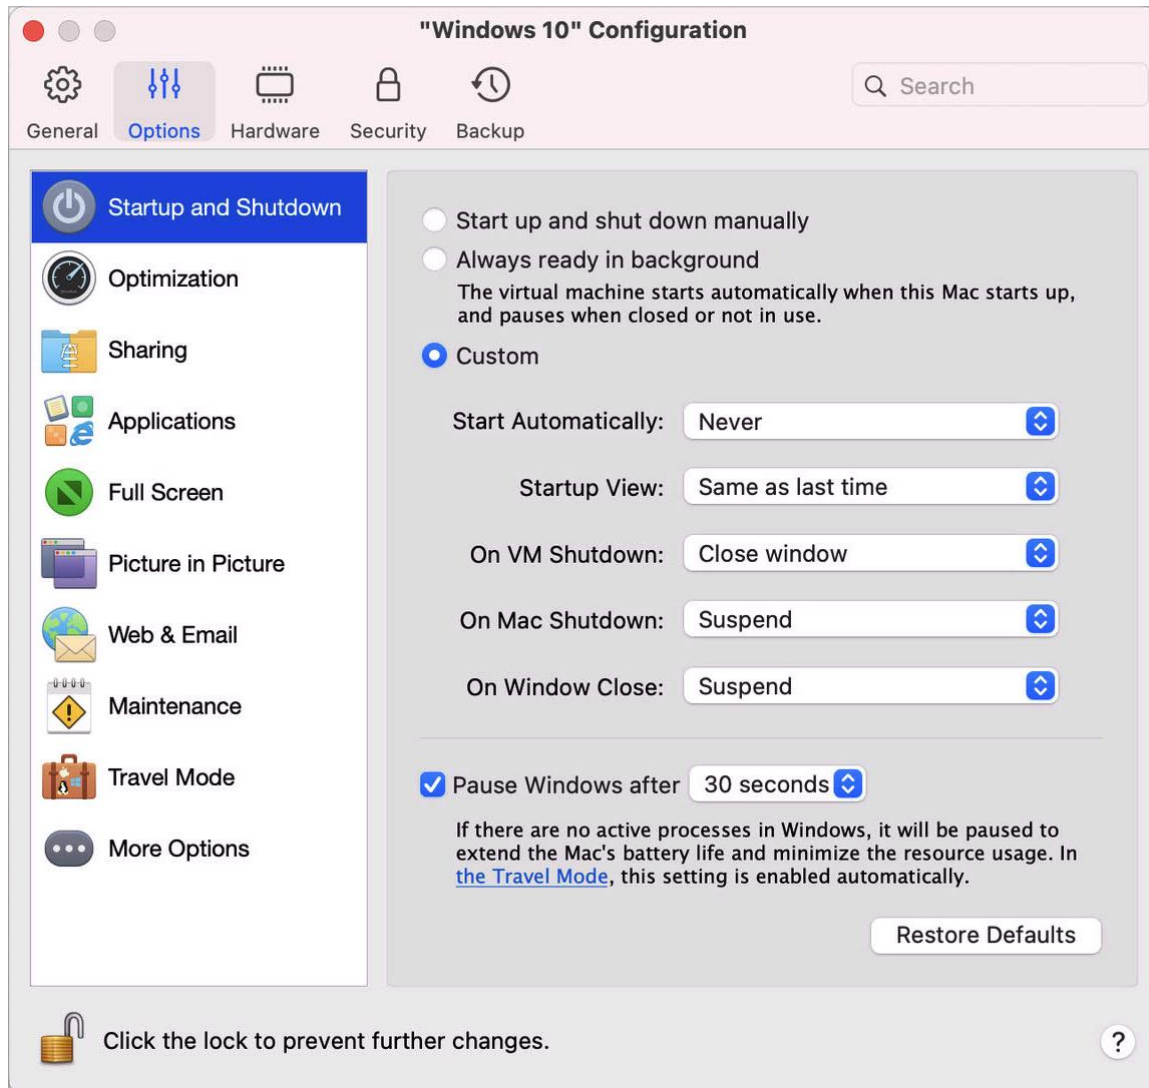 "Windows 10" Configuration
General
Options
Hardware
Security
Backup
Search
Startup and Shutdown
Optimization
Sharing
Applications
Full Screen
Picture in Picture
Web & Email
Maintenance
Travel Mode
More Options
Start up and shut down manually
Always ready in background
The virtual machine starts automatically when this Mac starts up,
and pauses when closed or not in use.
Custom
Start Automatically: Never
Startup View: Same as last time
On VM Shutdown: Close window
On Mac Shutdown: Suspend
On Window Close: Suspend
Pause Windows after 30 seconds
If there are no active processes in Windows, it will be paused to
extend the Mac's battery life and minimize the resource usage. In
the Travel Mode, this setting is enabled automatically.
Restore Defaults
Click the lock to prevent further changes.
?